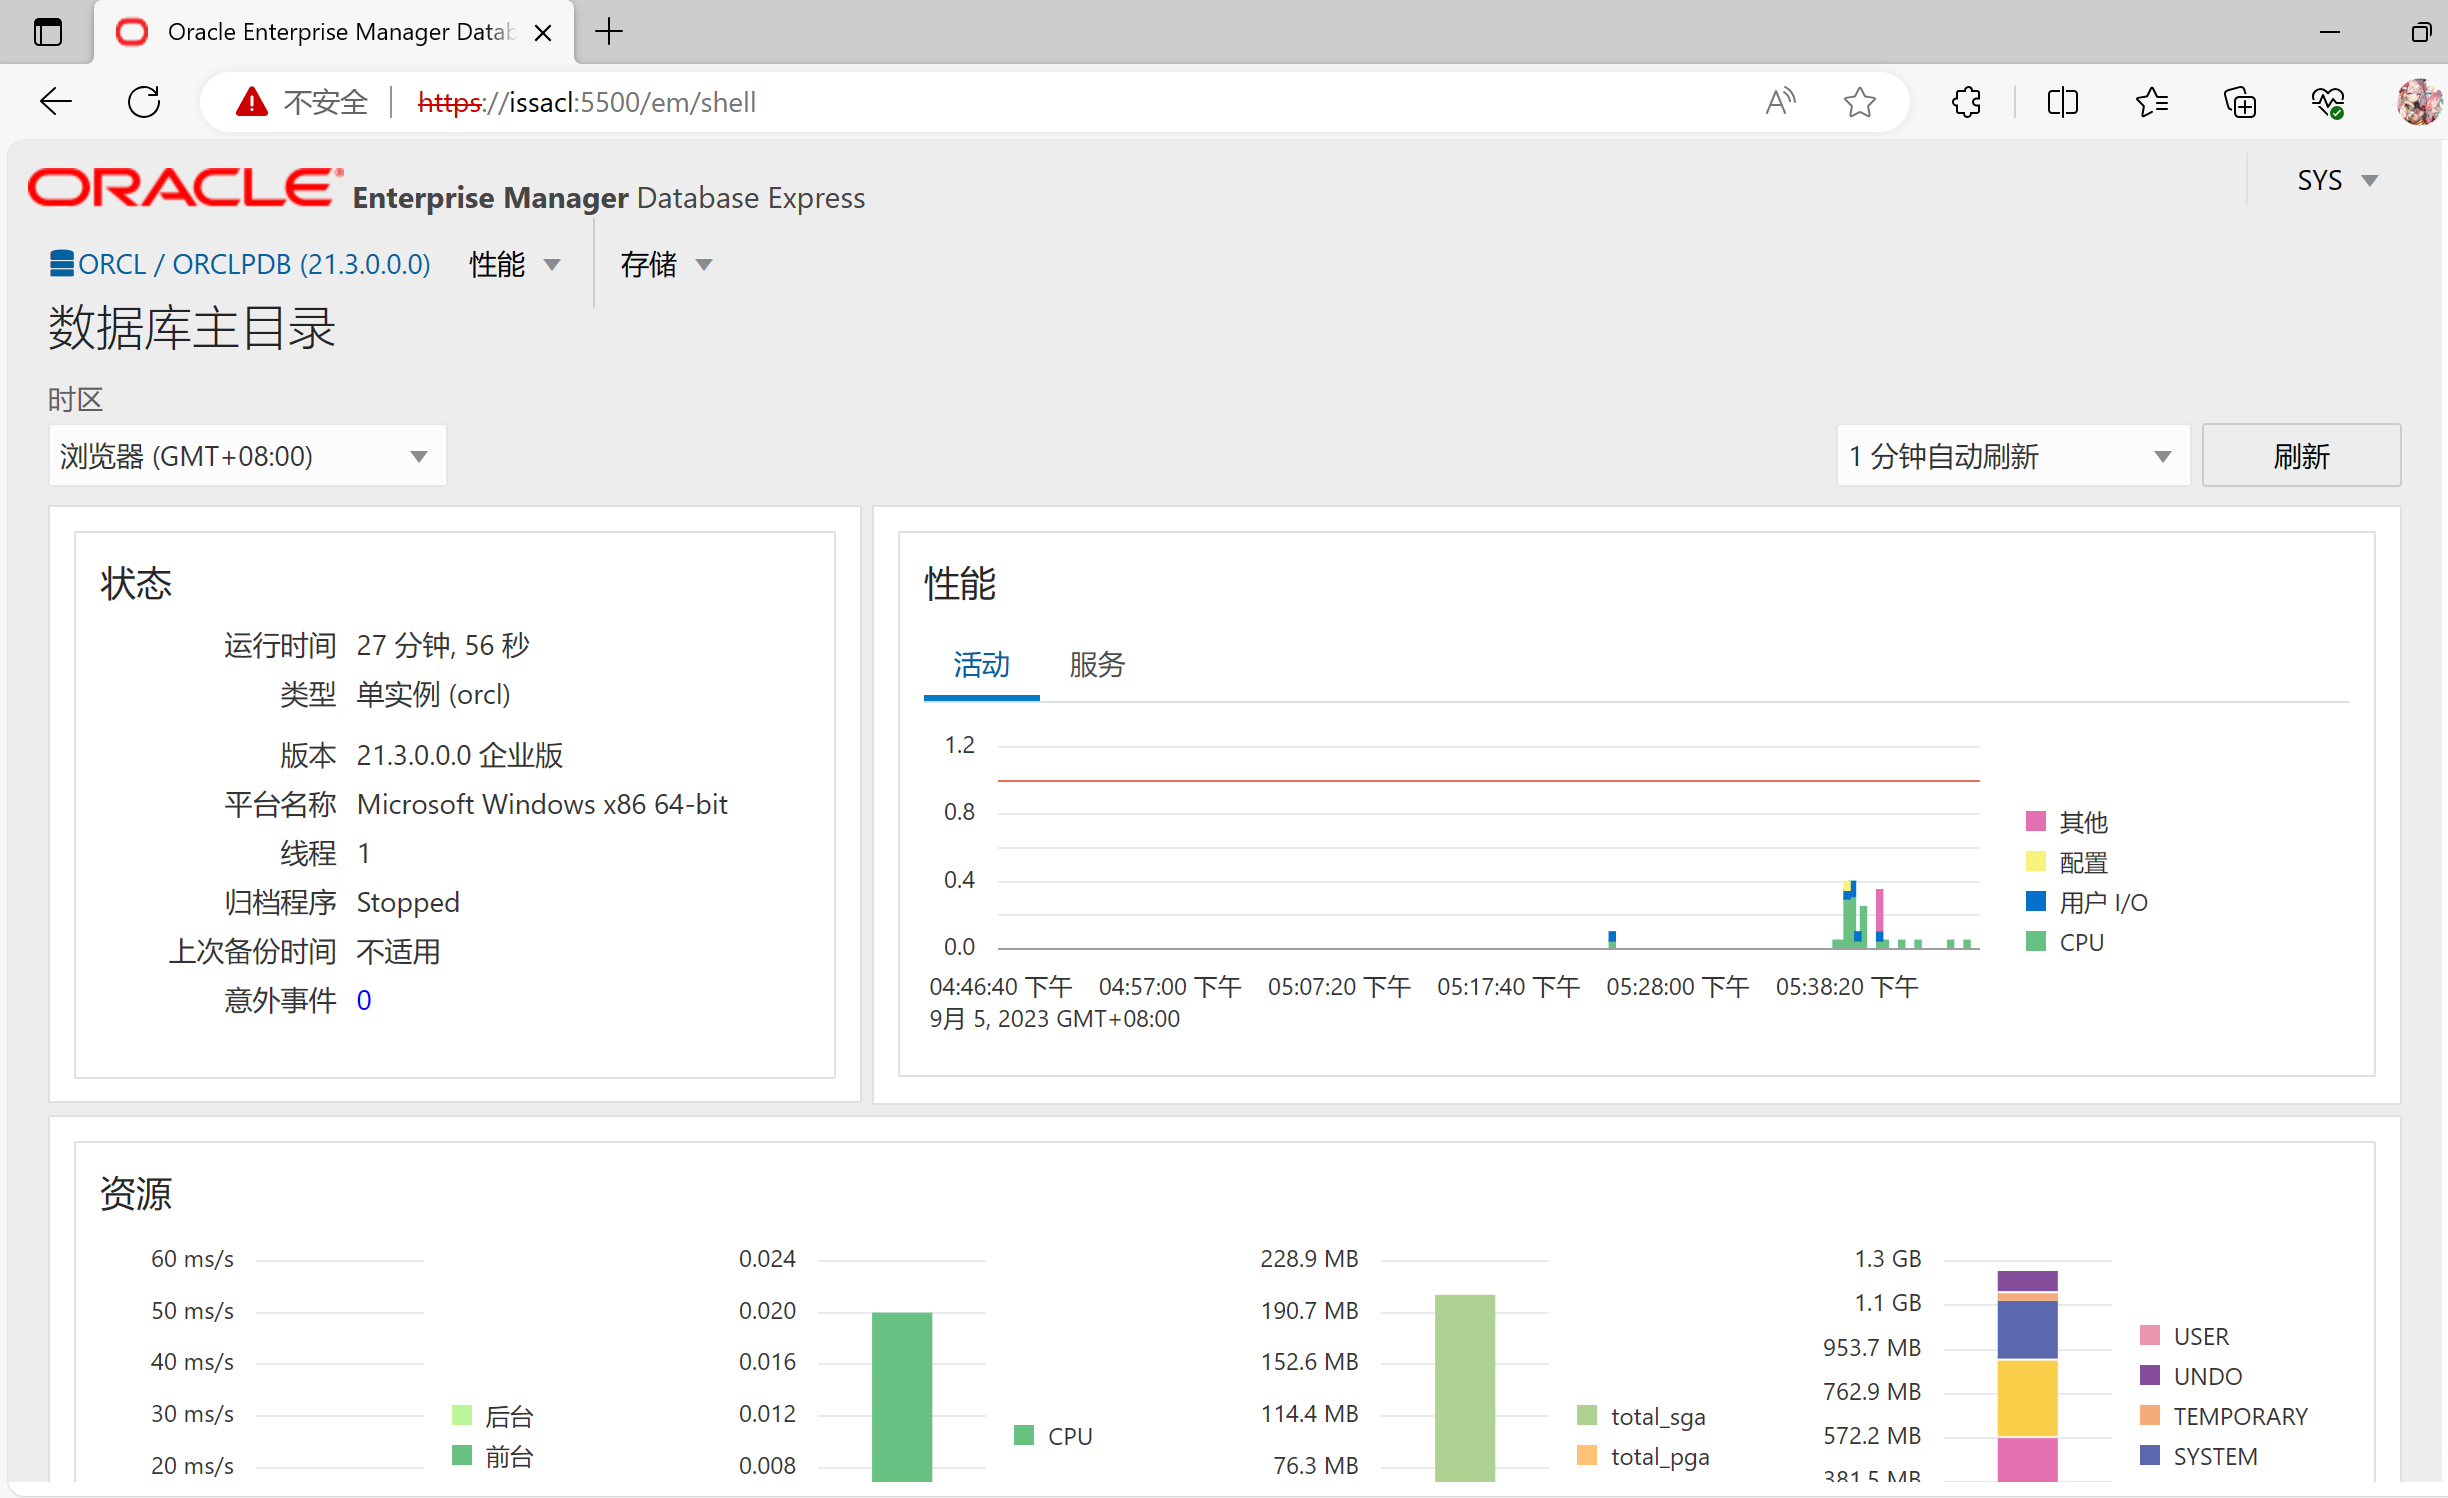 Oracle Enterprise Manager Datab
不安全 https://issacl:5500/em/shell
ORACLE Enterprise Manager Database Express
SYS
ORCL / ORCLPDB (21.3.0.0.0) 性能 存储
数据库主目录
时区
浏览器 (GMT+08:00)
1 分钟自动刷新 刷新
状态
运行时间 27 分钟, 56 秒
类型 单实例 (orcl)
版本 21.3.0.0.0 企业版
平台名称 Microsoft Windows x86 64-bit
线程 1
归档程序 Stopped
上次备份时间 不适用
意外事件 0
性能
活动 服务
1.2
0.8
0.4
0.0
04:46:40 下午 04:57:00 下午 05:07:20 下午 05:17:40 下午 05:28:00 下午 05:38:20 下午
9月 5, 2023 GMT+08:00
其他
配置
用户 I/O
CPU
资源
60 ms/s
50 ms/s
40 ms/s
30 ms/s
20 ms/s
后台
前台
0.024
0.020
0.016
0.012
0.008
CPU
228.9 MB
190.7 MB
152.6 MB
114.4 MB
76.3 MB
total_sga
total_pga
1.3 GB
1.1 GB
953.7 MB
762.9 MB
572.2 MB
381.5 MB
USER
UNDO
TEMPORARY
SYSTEM